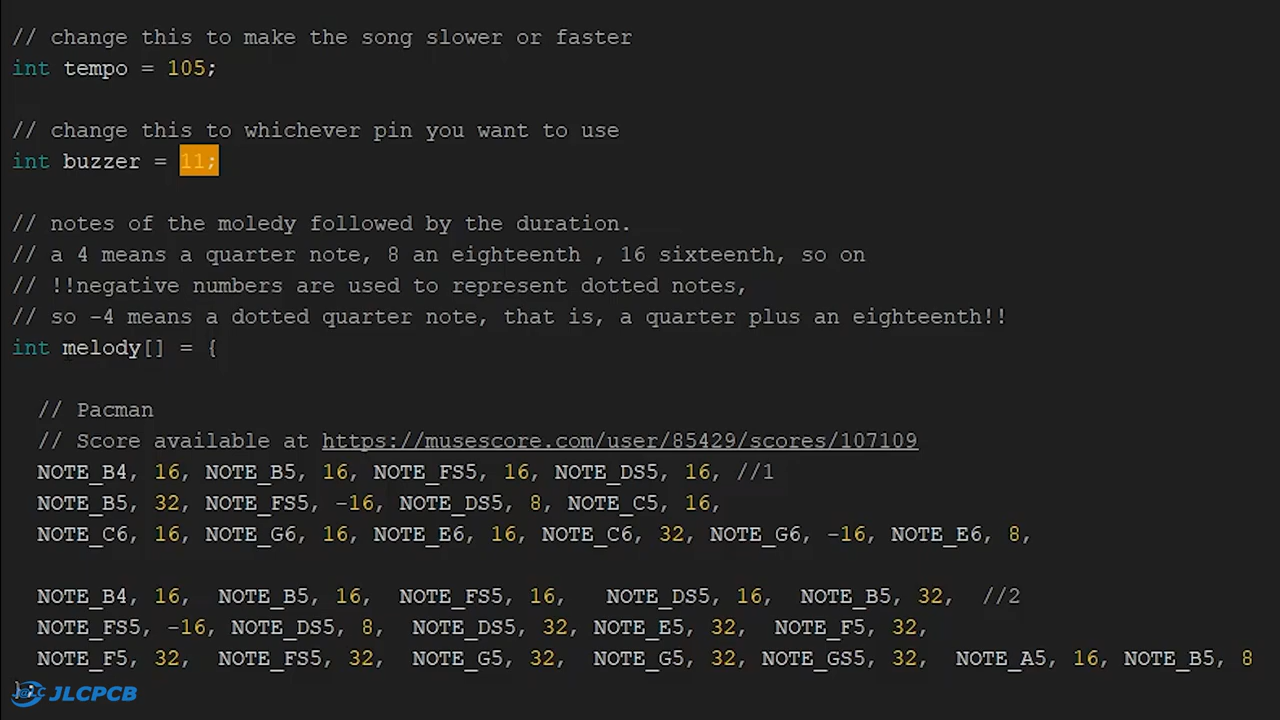 // change this to make the song slower or faster
int tempo = 105;
// change this to whichever pin you want to use
int buzzer = 11;
// notes of the moledy followed by the duration.
// a 4 means a quarter note, 8 an eighteenth , 16 sixteenth, so on
// !!negative numbers are used to represent dotted notes,
// so -4 means a dotted quarter note, that is, a quarter plus an eighteenth!!
int melody[] = {
// Pacman
// Score available at https://musescore.com/user/85429/scores/107109
NOTE_B4, 16, NOTE_B5, 16, NOTE_FS5, 16, NOTE_DS5, 16, //1
NOTE_B5, 32, NOTE_FS5, -16, NOTE_DS5, 8, NOTE_C5, 16,
NOTE_C6, 16, NOTE_G6, 16, NOTE_E6, 16, NOTE_C6, 32, NOTE_G6, -16, NOTE_E6, 8,
NOTE_B4, 16, NOTE_B5, 16, NOTE_FS5, 16, NOTE_DS5, 16, NOTE_B5, 32, //2
NOTE_FS5, -16, NOTE_DS5, 8, NOTE_DS5, 32, NOTE_E5, 32, NOTE_F5, 32,
NOTE_F5, 32, NOTE_FS5, 32, NOTE_G5, 32, NOTE_G5, 32, NOTE_GS5, 32, NOTE_A5, 16, NOTE_B5, 8
};
JLCPCB